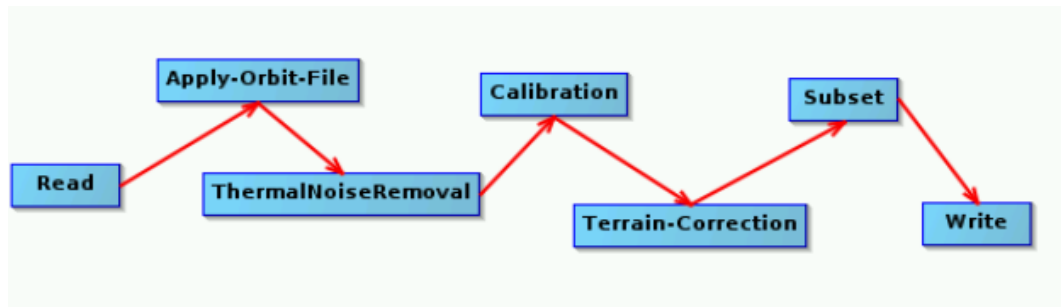 Read
Apply-Orbit-File
ThermalNoiseRemoval
Calibration
Terrain-Correction
Subset
Write